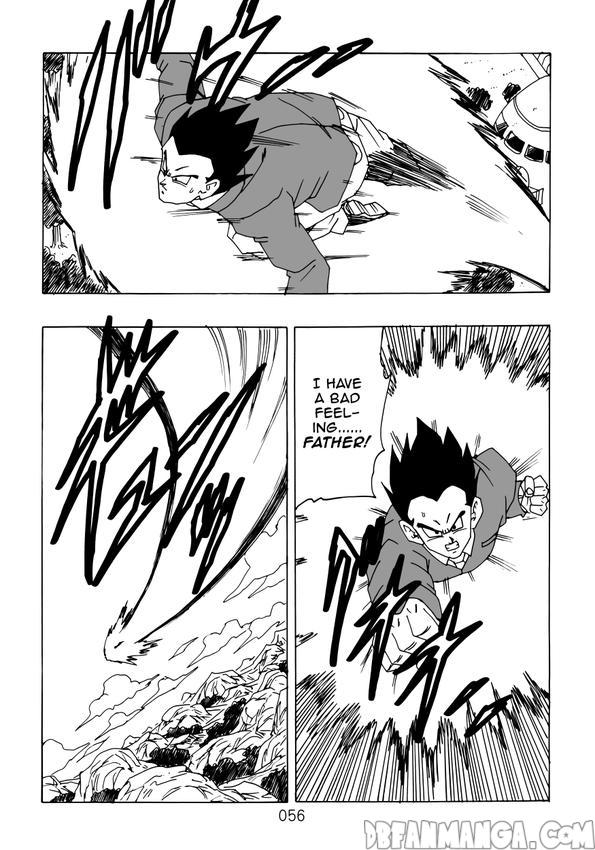 I HAVE
A BAD
FEEL-
ING......
FATHER!
056
DBFANMANGA.COM